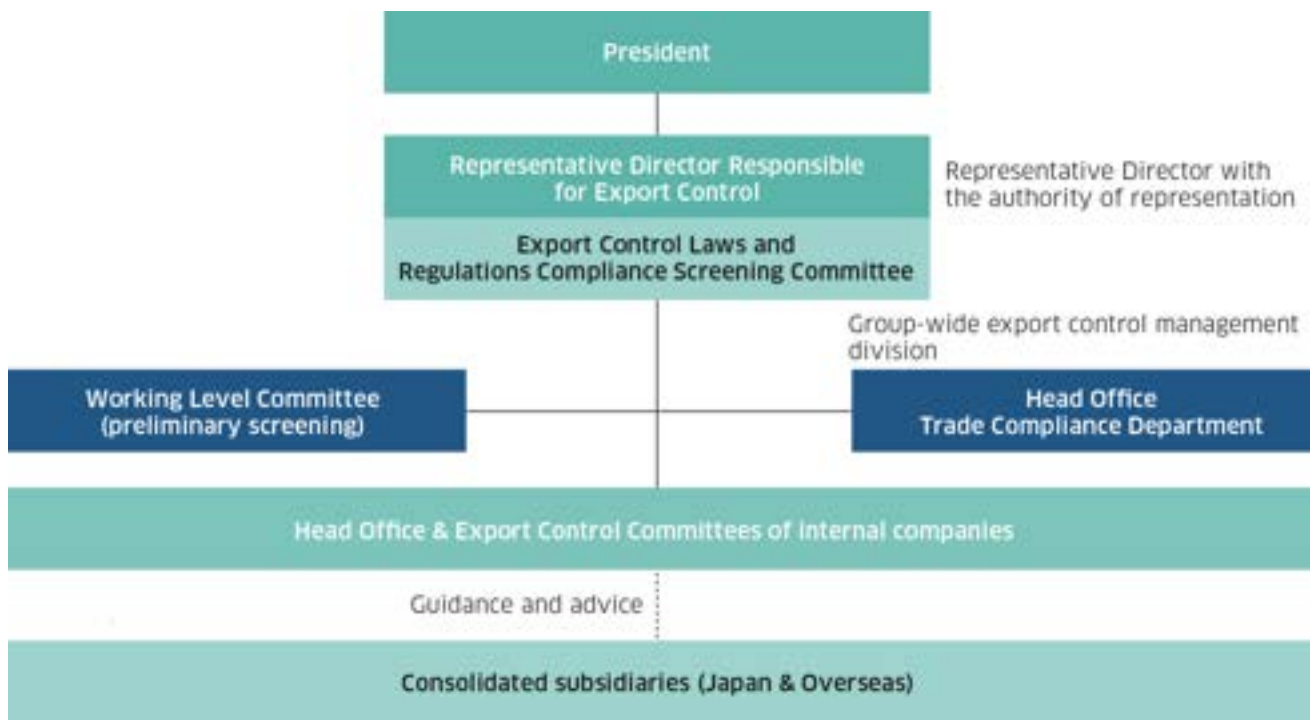 President
Representative Director Responsible
for Export Control
Representative Director with
the authority of representation
Export Control Laws and
Regulations Compliance Screening Committee
Group-wide export control management
division
Working Level Committee
(preliminary screening)
Head Office
Trade Compliance Department
Head Office & Export Control Committees of internal companies
Guidance and advice
Consolidated subsidiaries (Japan & Overseas)